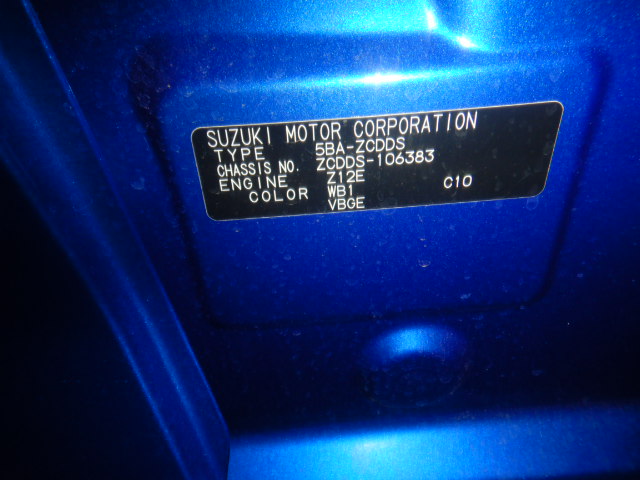 SUZUKI MOTOR CORPORATION
TYPE 5BA-ZCDDS
CHASSIS NO. ZCDDS-106383
ENGINE Z12E C10
COLOR WB1
VBGE